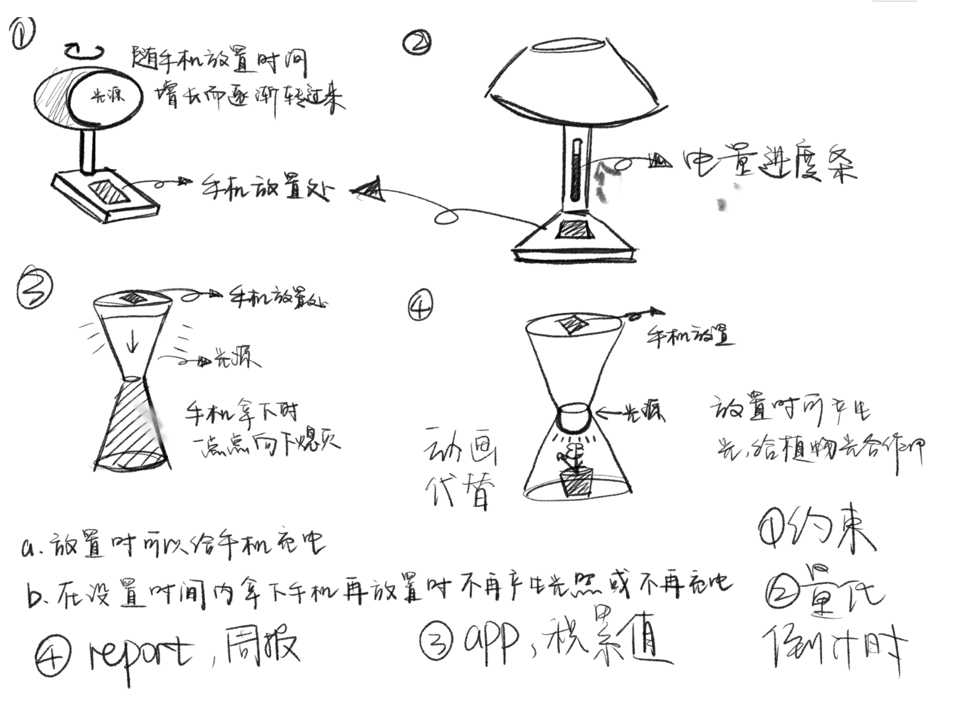 ①
随手机放置时间
增长而逐渐转过来
光源
手机放置处
②
电量进度条
③
手机放置处
光源
手机拿下时
一点点向下熄灭
④
手机放置
光源
放置时所产生
光,给植物光合作用
动画
代替
a.放置时可以给手机充电
b.在设置时间内拿下手机再放置时不再产生光照或不再充电
①约束
②量化
倒计时
③app,积累值
④report,周报